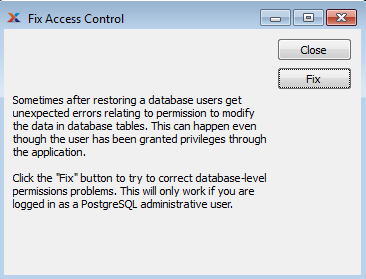 Fix Access Control
Close
Fix
Sometimes after restoring a database users get
unexpected errors relating to permission to modify
the data in database tables. This can happen even
though the user has been granted privileges through
the application.
Click the "Fix" button to try to correct database-level
permissions problems. This will only work if you are
logged in as a PostgreSQL administrative user.